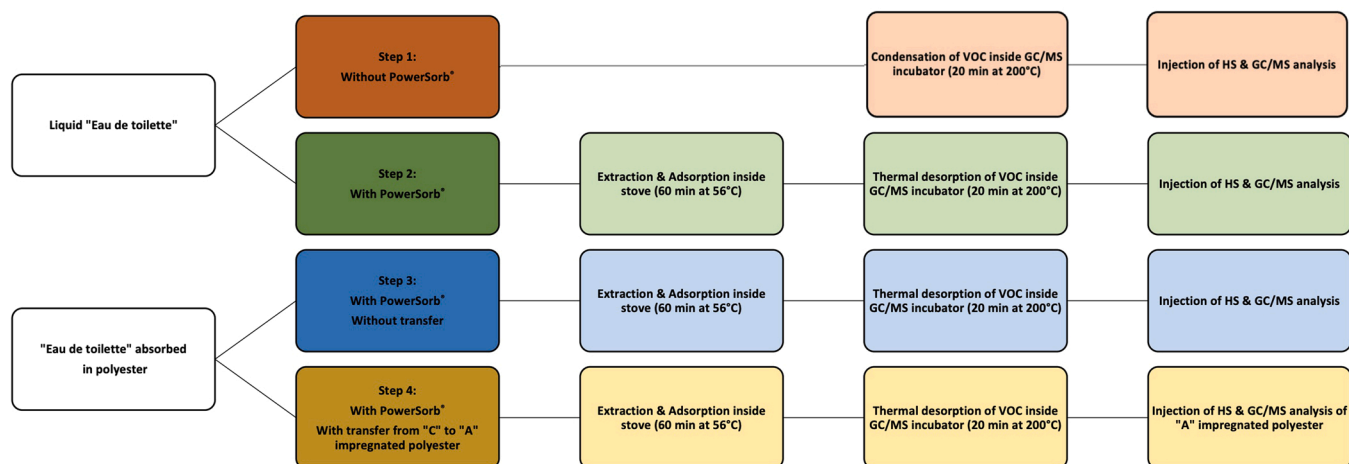 Liquid "Eau de toilette"
Step 1:
Without PowerSorb®
Condensation of VOC inside GC/MS
incubator (20 min at 200°C)
Injection of HS & GC/MS analysis
Step 2:
With PowerSorb®
Extraction & Adsorption inside
stove (60 min at 56°C)
Thermal desorption of VOC inside
GC/MS incubator (20 min at 200°C)
Injection of HS & GC/MS analysis
"Eau de toilette" absorbed
in polyester
Step 3:
With PowerSorb®
Without transfer
Extraction & Adsorption inside
stove (60 min at 56°C)
Thermal desorption of VOC inside
GC/MS incubator (20 min at 200°C)
Injection of HS & GC/MS analysis
Step 4:
With PowerSorb®
With transfer from "C" to "A"
impregnated polyester
Extraction & Adsorption inside
stove (60 min at 56°C)
Thermal desorption of VOC inside
GC/MS incubator (20 min at 200°C)
Injection of HS & GC/MS analysis of
"A" impregnated polyester